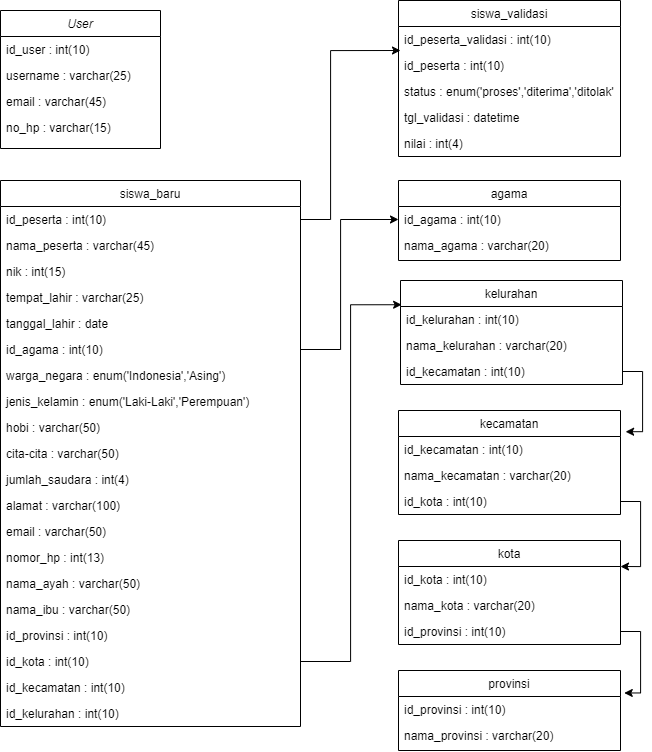 User
id_user : int(10)
username : varchar(25)
email : varchar(45)
no_hp : varchar(15)
siswa_validasi
id_peserta_validasi : int(10)
id_peserta : int(10)
status : enum('proses','diterima','ditolak'
tgl_validasi : datetime
nilai : int(4)
siswa_baru
id_peserta : int(10)
nama_peserta : varchar(45)
nik : int(15)
tempat_lahir : varchar(25)
tanggal_lahir : date
id_agama : int(10)
warga_negara : enum('Indonesia','Asing')
jenis_kelamin : enum('Laki-Laki','Perempuan')
hobi : varchar(50)
cita-cita : varchar(50)
jumlah_saudara : int(4)
alamat : varchar(100)
email : varchar(50)
nomor_hp : int(13)
nama_ayah : varchar(50)
nama_ibu : varchar(50)
id_provinsi : int(10)
id_kota : int(10)
id_kecamatan : int(10)
id_kelurahan : int(10)
agama
id_agama : int(10)
nama_agama : varchar(20)
kelurahan
id_kelurahan : int(10)
nama_kelurahan : varchar(20)
id_kecamatan : int(10)
kecamatan
id_kecamatan : int(10)
nama_kecamatan : varchar(20)
id_kota : int(10)
kota
id_kota : int(10)
nama_kota : varchar(20)
id_provinsi : int(10)
provinsi
id_provinsi : int(10)
nama_provinsi : varchar(20)